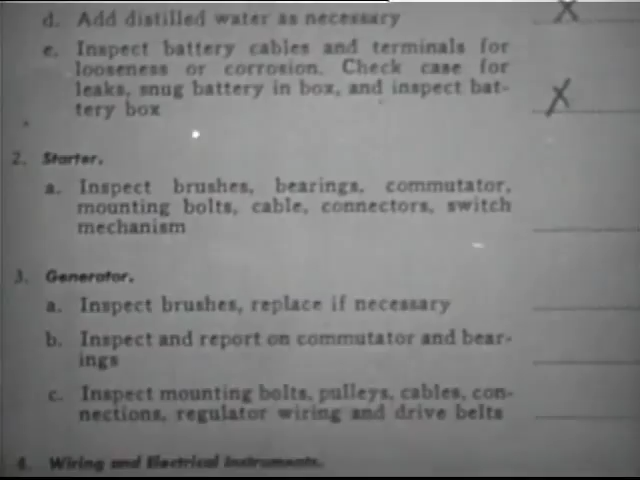 d. Add distilled water as necessary X
e. Inspect battery cables and terminals for
looseness or corrosion. Check case for
leaks, snug battery in box, and inspect bat-
tery box X
2. Starter.
a. Inspect brushes, bearings, commutator,
mounting bolts, cable, connectors, switch
mechanism
3. Generator.
a. Inspect brushes, replace if necessary
b. Inspect and report on commutator and bear-
ings
c. Inspect mounting bolts, pulleys, cables, con-
nections, regulator wiring and drive belts
4. Wiring and Electrical Instruments.